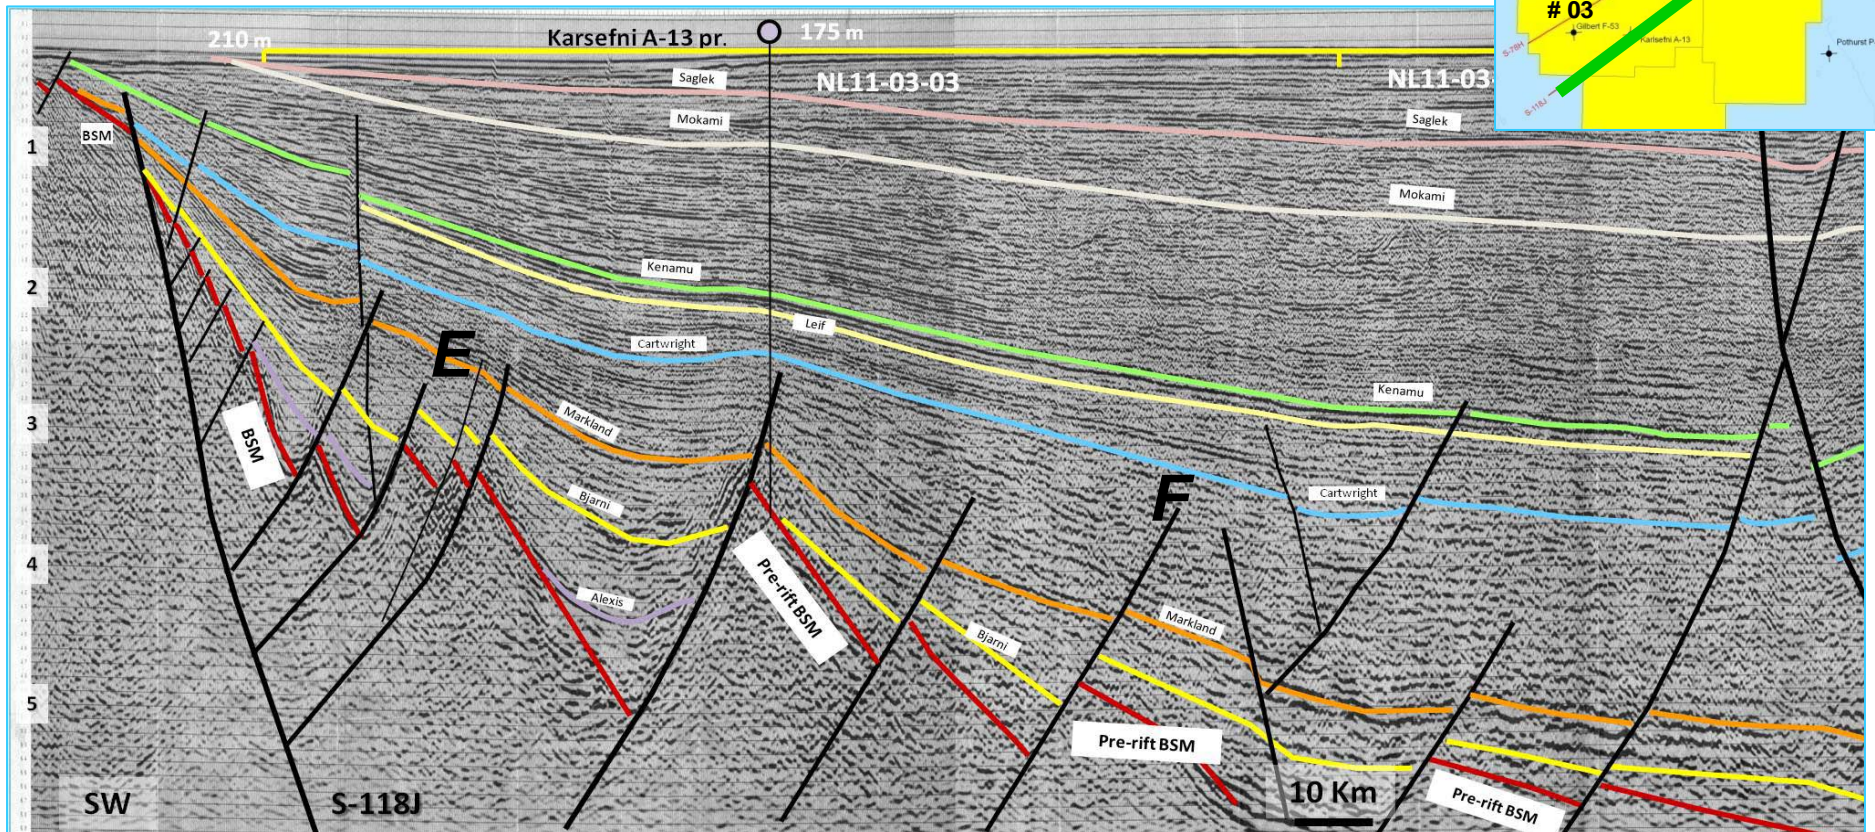 210 m
Karsefni A-13 pr.
175 m
NL11-03-03
NL11-03-
# 03
Gilbert F-53
Karlsefni A-13
Pothurst P
S-78H
S-118J
Saglek
Saglek
Mokami
Mokami
BSM
1
2
3
4
5
Kenamu
Leif
Cartwright
E
Kenamu
Markland
BSM
Bjarni
F
Cartwright
Alexis
Pre-rift BSM
Markland
Bjarni
Pre-rift BSM
Pre-rift BSM
SW
S-118J
10 Km